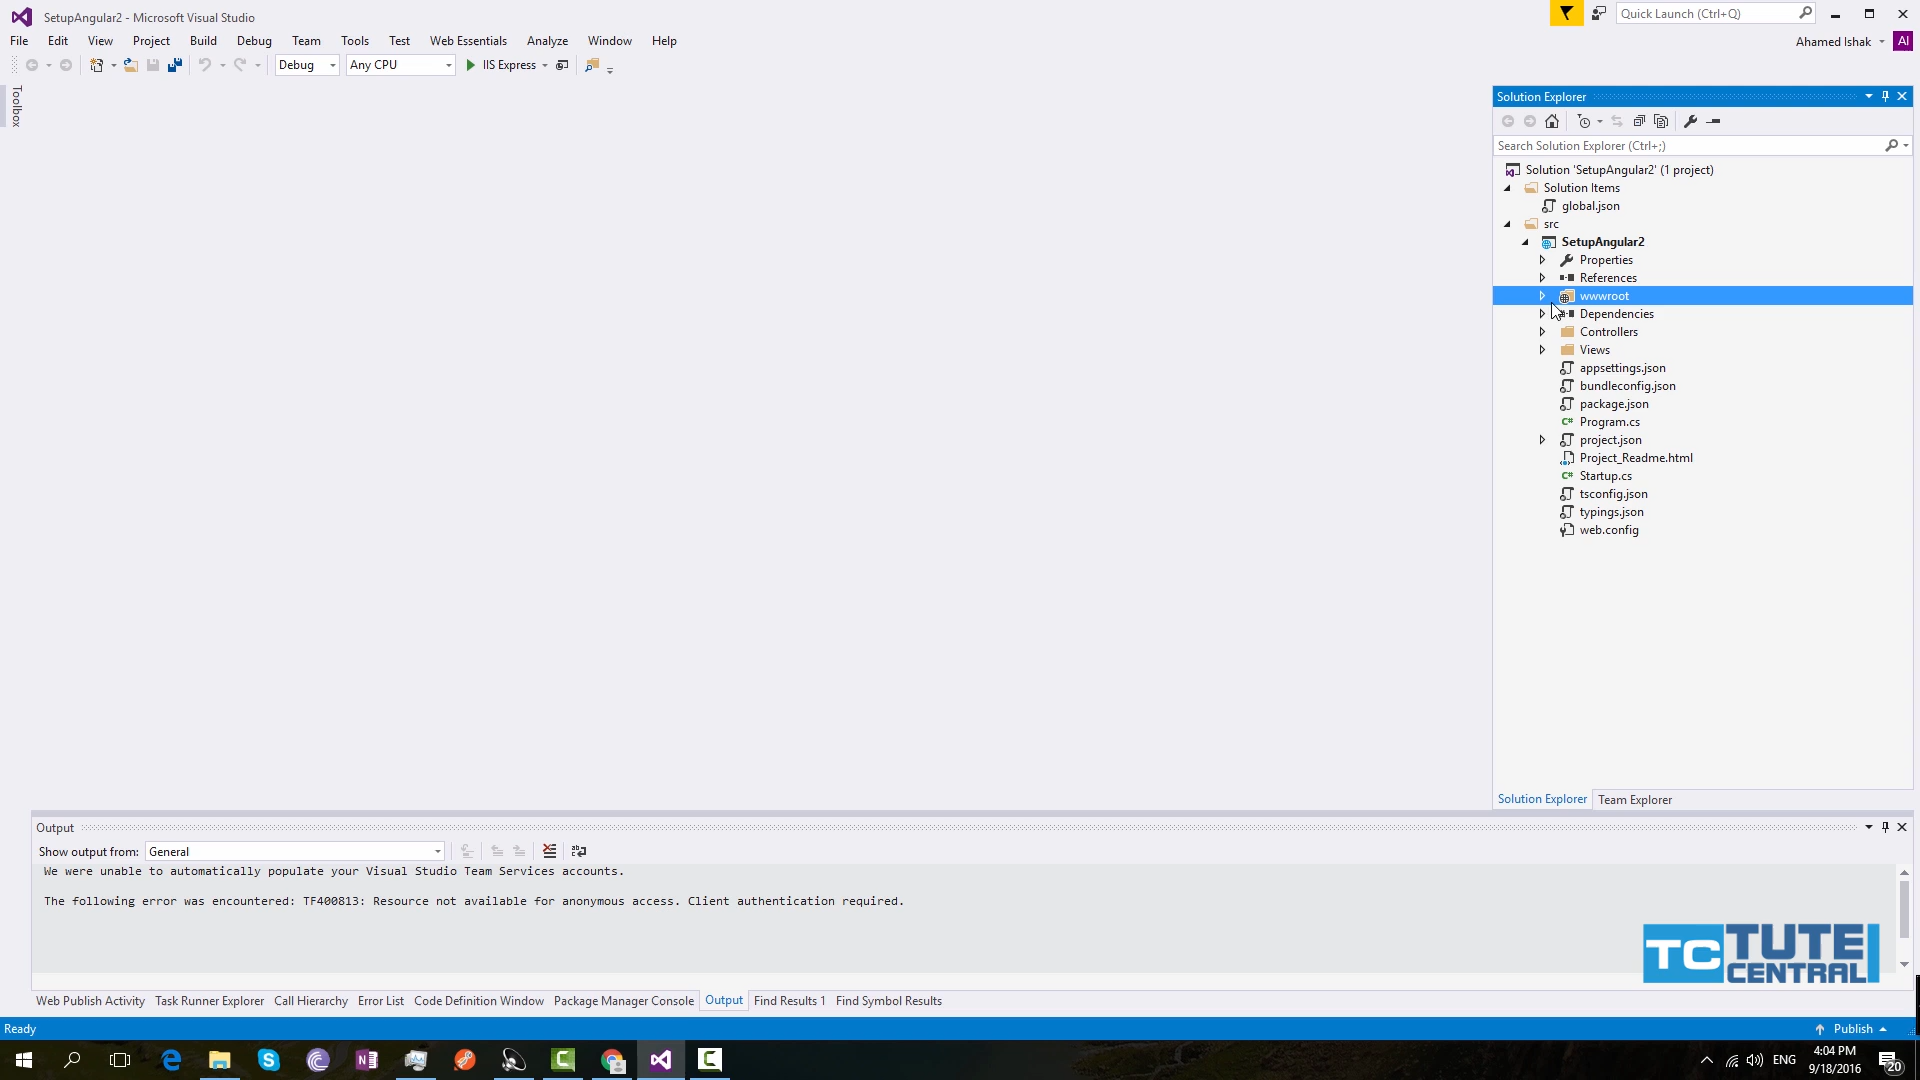 SetupAngular2 - Microsoft Visual Studio
Quick Launch (Ctrl+Q)
File Edit View Project Build Debug Team Tools Test Web Essentials Analyze Window Help
Ahamed Ishak AI
Debug Any CPU IIS Express
Toolbox
Solution Explorer
Search Solution Explorer (Ctrl+;)
Solution 'SetupAngular2' (1 project)
Solution Items
global.json
src
SetupAngular2
Properties
References
wwwroot
Dependencies
Controllers
Views
appsettings.json
bundleconfig.json
package.json
C# Program.cs
project.json
Project_Readme.html
C# Startup.cs
tsconfig.json
typings.json
web.config
Solution Explorer Team Explorer
Output
Show output from: General
We were unable to automatically populate your Visual Studio Team Services accounts.
The following error was encountered: TF400813: Resource not available for anonymous access. Client authentication required.
TC TUTE
CENTRAL
Web Publish Activity Task Runner Explorer Call Hierarchy Error List Code Definition Window Package Manager Console Output Find Results 1 Find Symbol Results
Ready
Publish
ENG
4:04 PM
9/18/2016
20